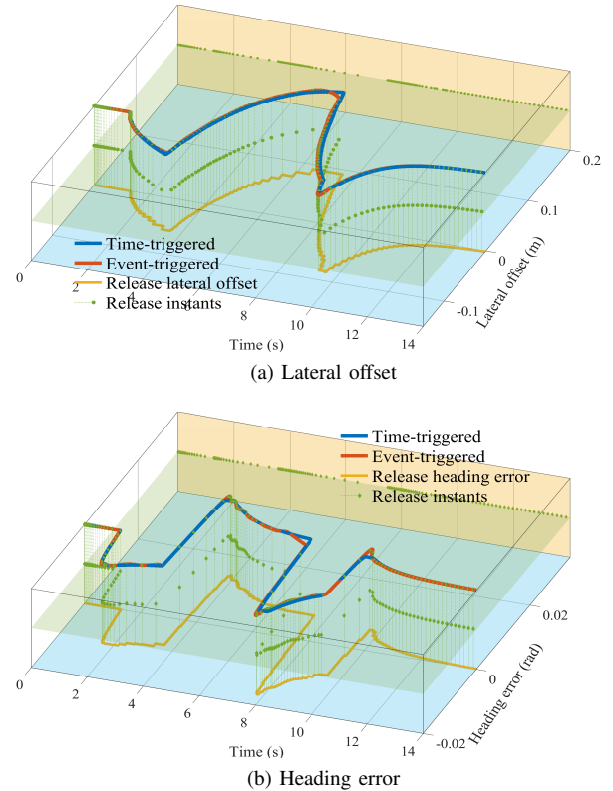 0.2
0.1
0
-0.1
Lateral offset (m)
Time-triggered
Event-triggered
Release lateral offset
Release instants
0
2
4
6
8
10
12
14
Time (s)
(a) Lateral offset
Time-triggered
Event-triggered
Release heading error
Release instants
0.02
0
-0.02
Heading error (rad)
0
2
4
6
8
10
12
14
Time (s)
(b) Heading error